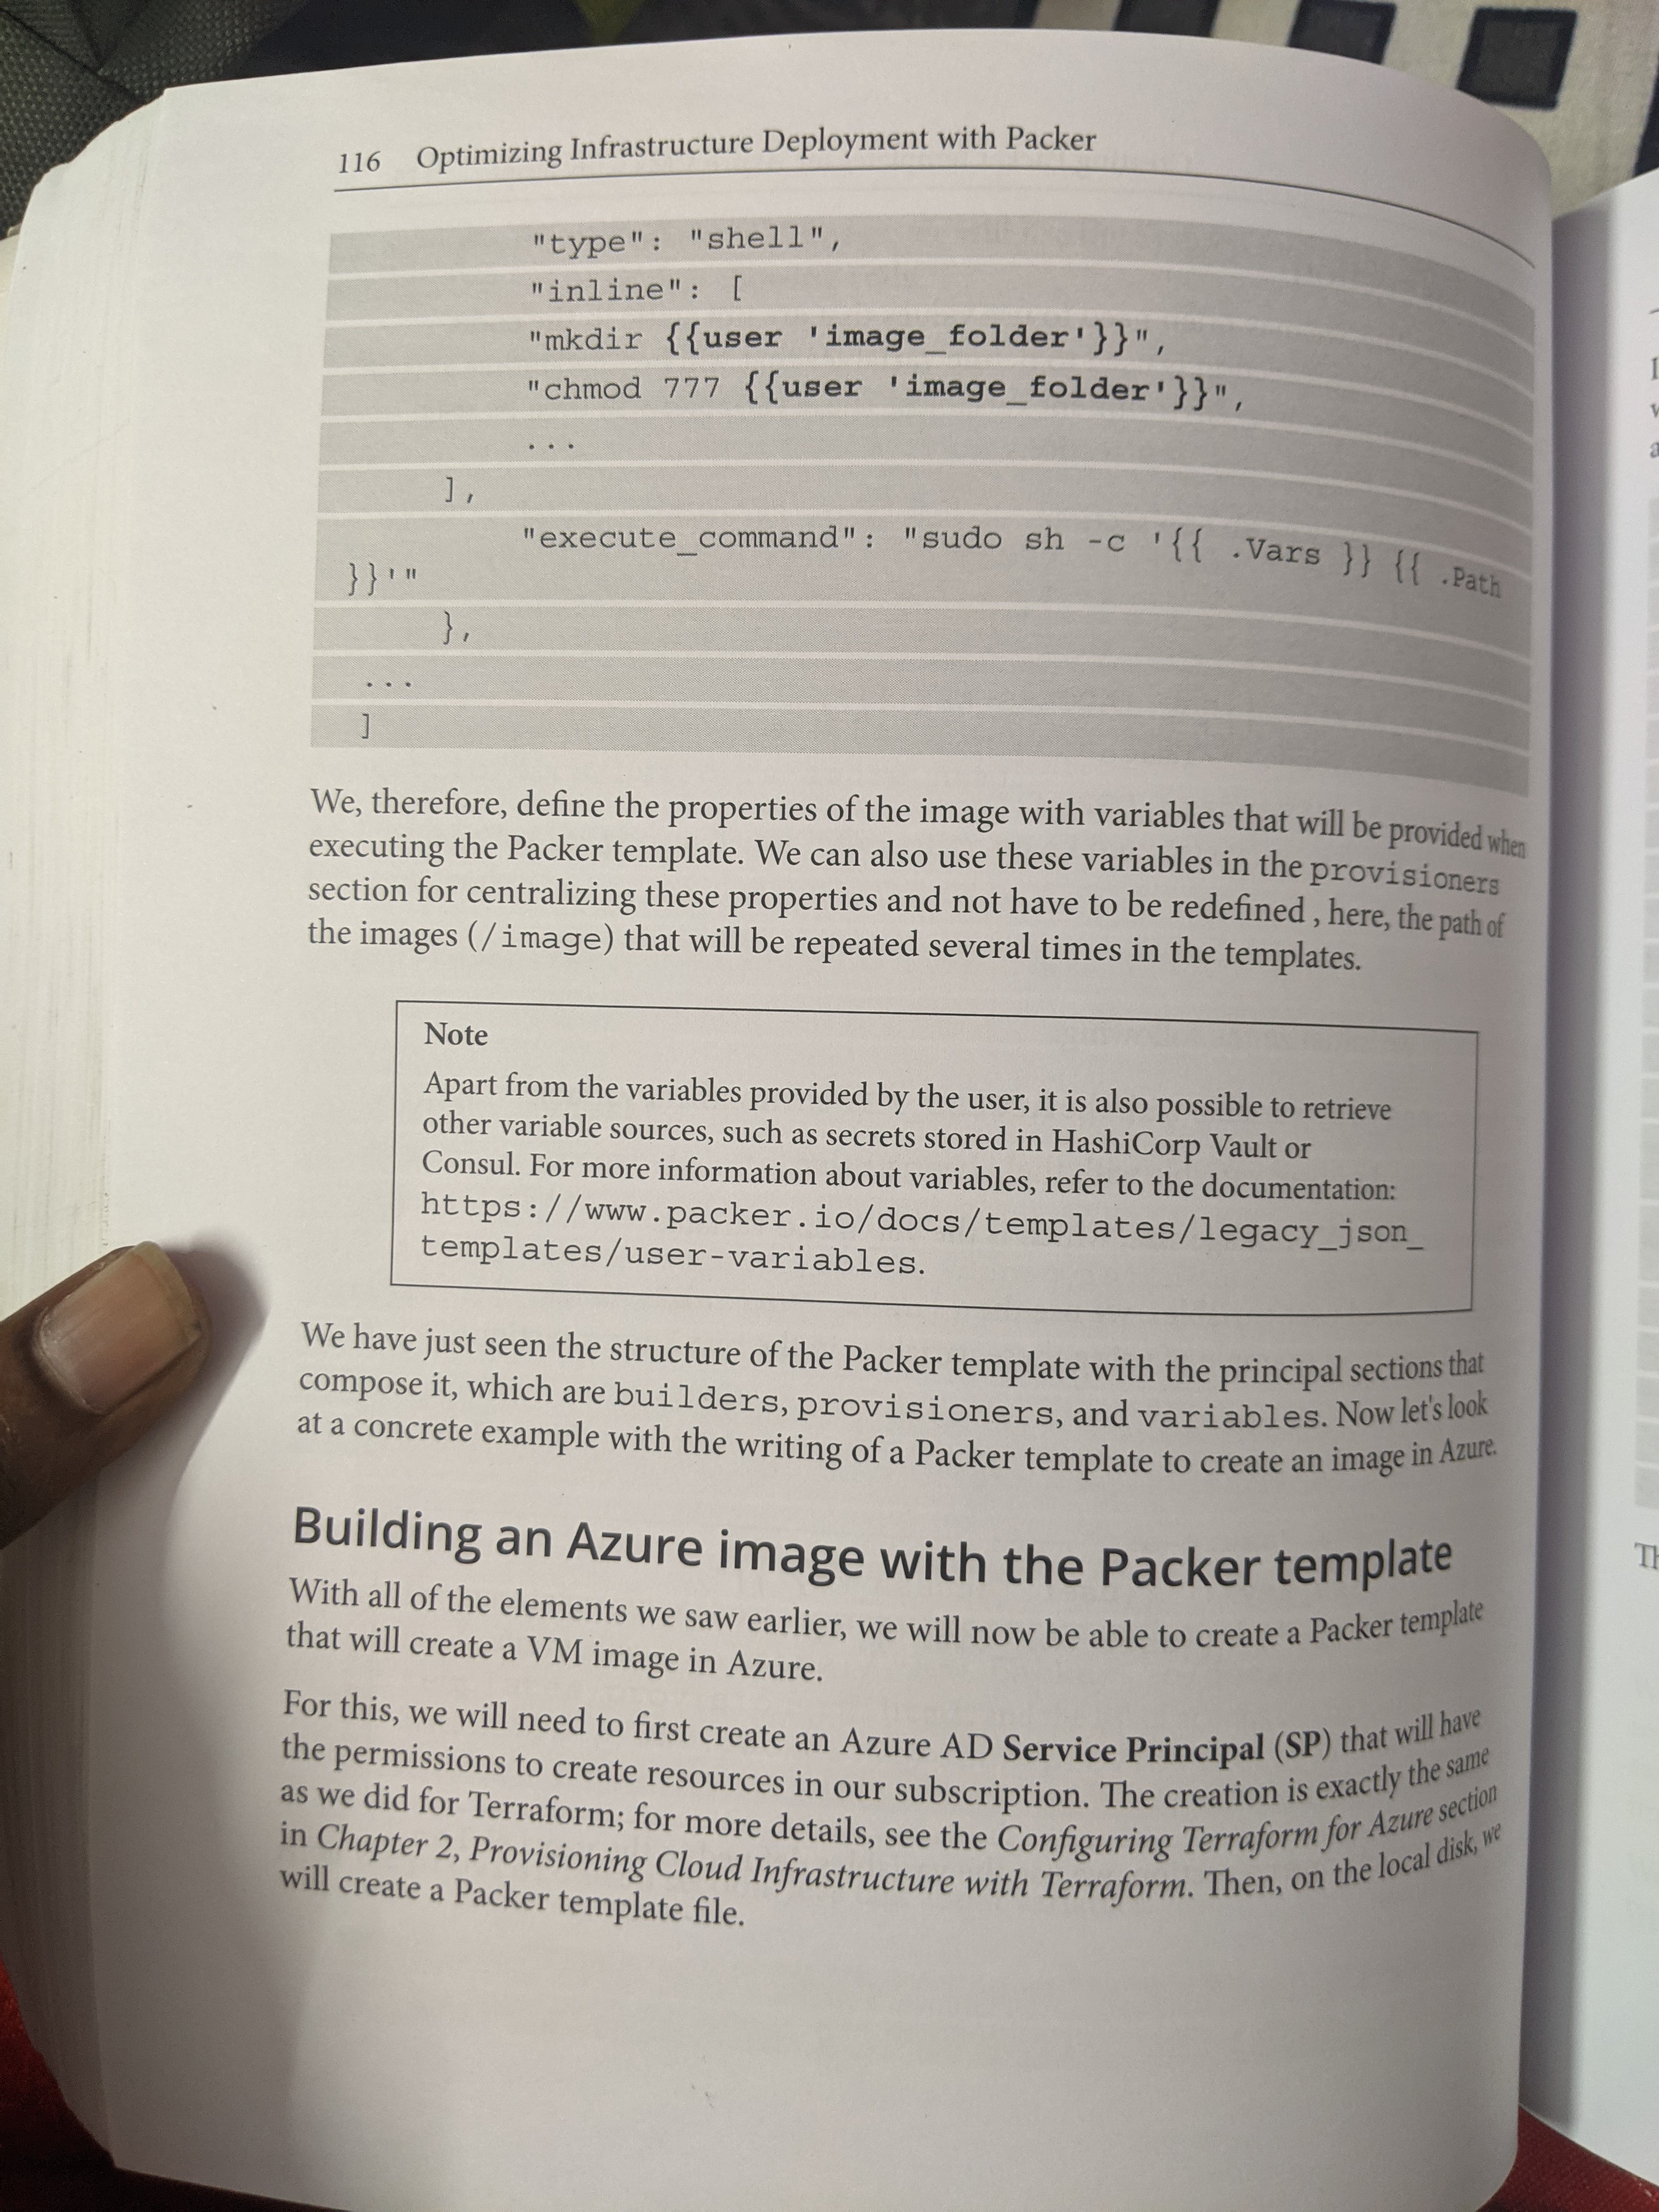 116 Optimizing Infrastructure Deployment with Packer
"type": "shell",
"inline": [
"mkdir {{user 'image_folder'}}",
"chmod 777 {{user 'image_folder'}}",
...
],
"execute_command": "sudo sh -c '{{ .Vars }} {{ .Path
}}'"
},
...
]
We, therefore, define the properties of the image with variables that will be provided when
executing the Packer template. We can also use these variables in the provisioners
section for centralizing these properties and not have to be redefined , here, the path of
the images (/image) that will be repeated several times in the templates.
Note
Apart from the variables provided by the user, it is also possible to retrieve
other variable sources, such as secrets stored in HashiCorp Vault or
Consul. For more information about variables, refer to the documentation:
https://www.packer.io/docs/templates/legacy_json_
templates/user-variables.
We have just seen the structure of the Packer template with the principal sections that
compose it, which are builders, provisioners, and variables. Now let's look
at a concrete example with the writing of a Packer template to create an image in Azure.
Building an Azure image with the Packer template
With all of the elements we saw earlier, we will now be able to create a Packer template
that will create a VM image in Azure.
For this, we will need to first create an Azure AD Service Principal (SP) that will have
the permissions to create resources in our subscription. The creation is exactly the same
as we did for Terraform; for more details, see the Configuring Terraform for Azure section
in Chapter 2, Provisioning Cloud Infrastructure with Terraform. Then, on the local disk, we
will create a Packer template file.